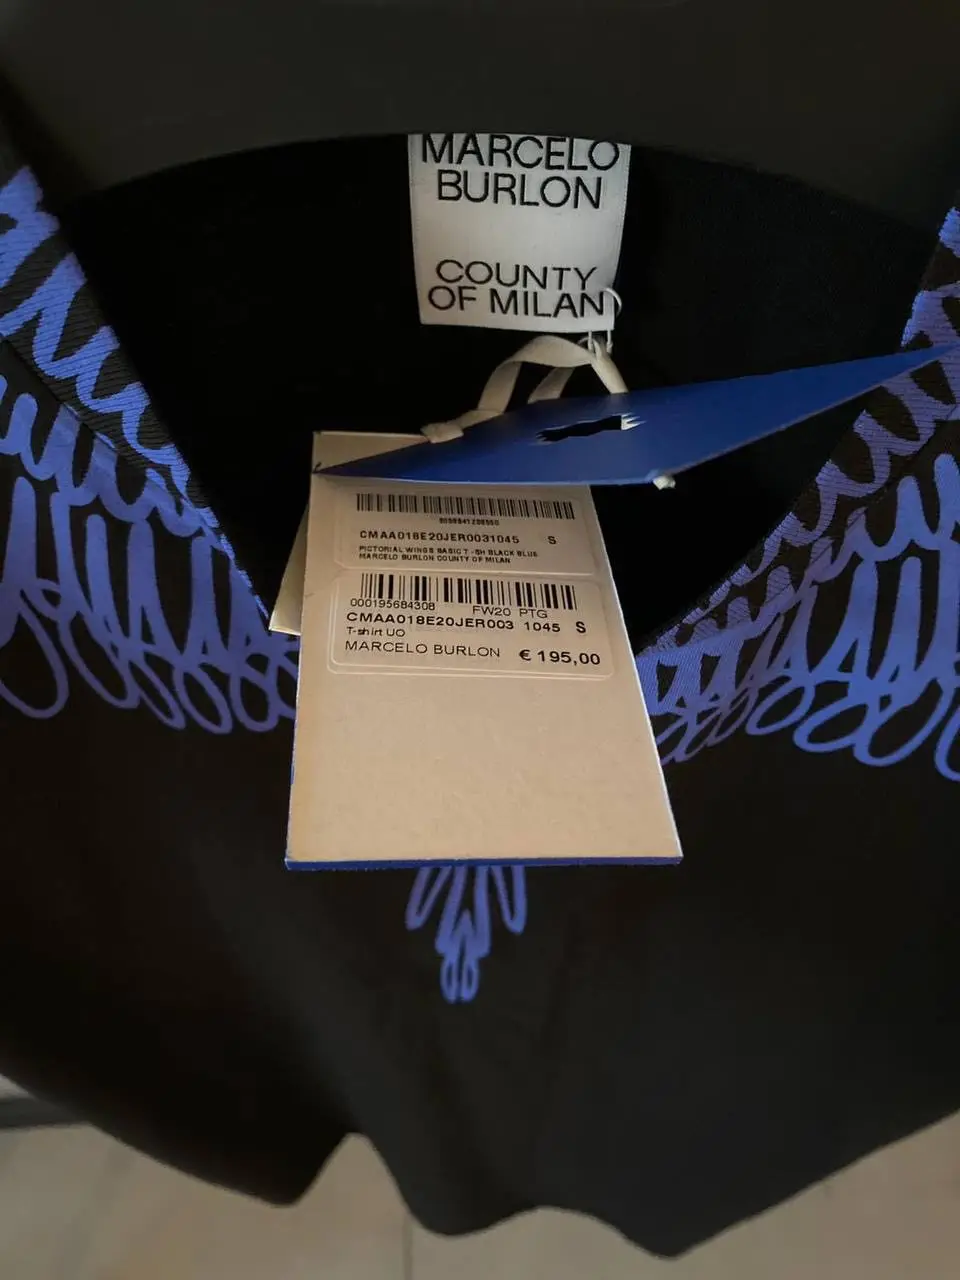 MARCELO
BURLON
COUNTY
OF MILAN
CMAA018E20JER0031045 S
PICTORIAL WINGS BASIC T-SH BLACK BLUE
MARCELO BURLON COUNTY OF MILAN
000195684308 FW20 PTG
CMAA018E20JER003 1045 S
T-shirt UO
MARCELO BURLON € 195,00